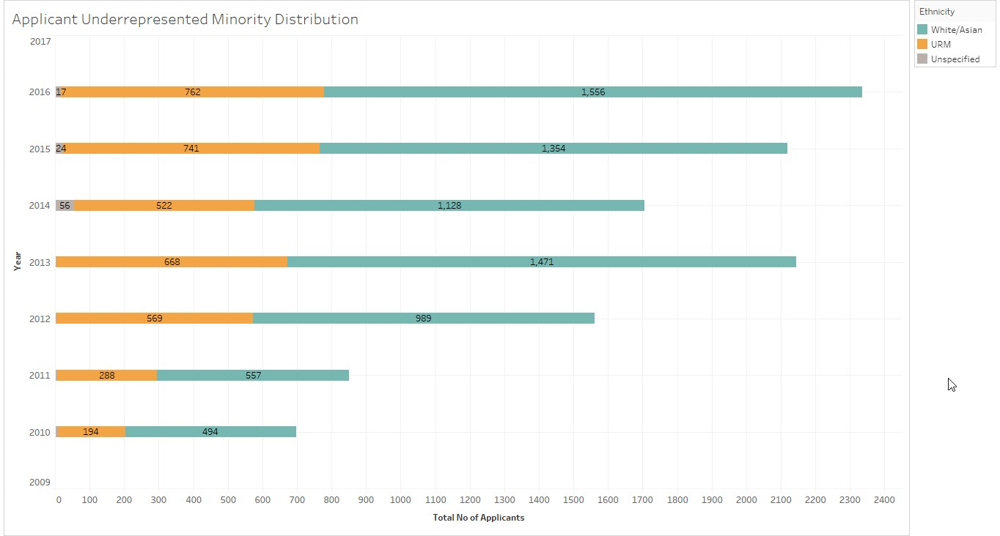 Applicant Underrepresented Minority Distribution
Ethnicity
White/Asian
URM
Unspecified
2017
2016 17 762 1,556
2015 24 741 1,354
2014 56 522 1,128
2013 668 1,471
2012 569 989
2011 288 557
2010 194 494
2009
Year
0 100 200 300 400 500 600 700 800 900 1000 1100 1200 1300 1400 1500 1600 1700 1800 1900 2000 2100 2200 2300 2400
Total No of Applicants